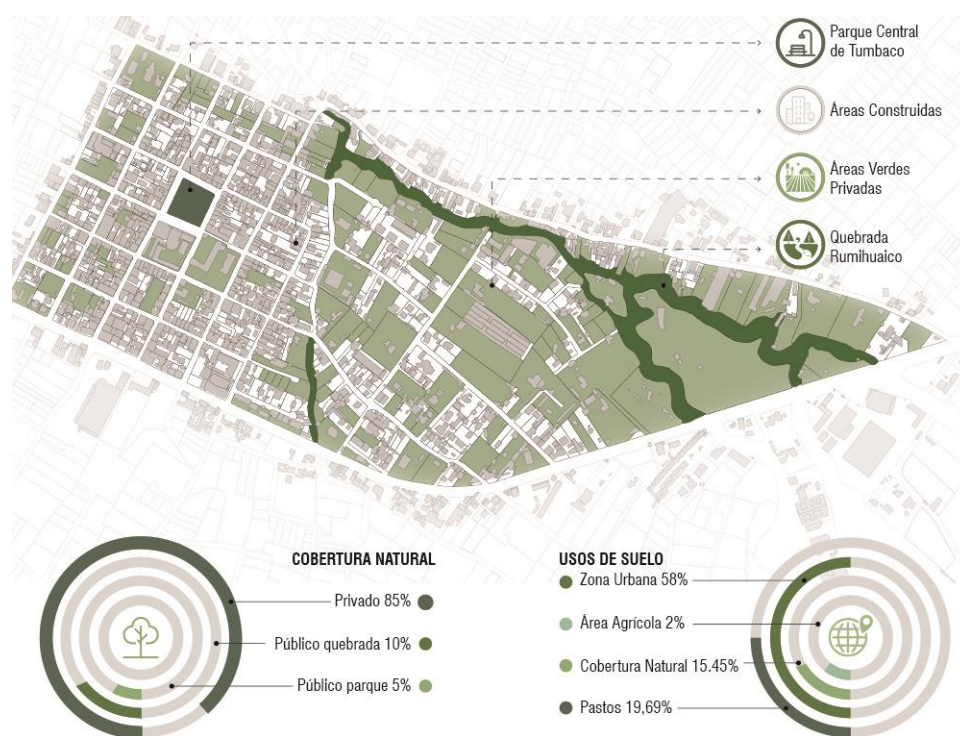 Parque Central
de Tumbaco
Áreas Construidas
Áreas Verdes
Privadas
Quebrada
Rumihuaico
COBERTURA NATURAL
Privado 85%
Público quebrada 10%
Público parque 5%
USOS DE SUELO
Zona Urbana 58%
Área Agrícola 2%
Cobertura Natural 15.45%
Pastos 19,69%